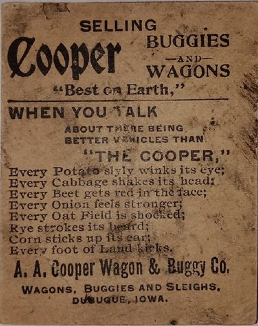 SELLING
Cooper BUGGIES
—AND—
WAGONS
"Best on Earth,"
WHEN YOU TALK
ABOUT THERE BEING
BETTER VEHICLES THAN
"THE COOPER,"
Every Potato slyly winks its eye;
Every Cabbage shakes its head;
Every Beet gets red in the face;
Every Onion feels stronger;
Every Oat Field is shocked;
Rye strokes its beard;
Corn sticks up its ear;
Every foot of Land kicks.
A. A. Cooper Wagon & Buggy Co.
WAGONS, BUGGIES AND SLEIGHS,
DUBUQUE, IOWA.